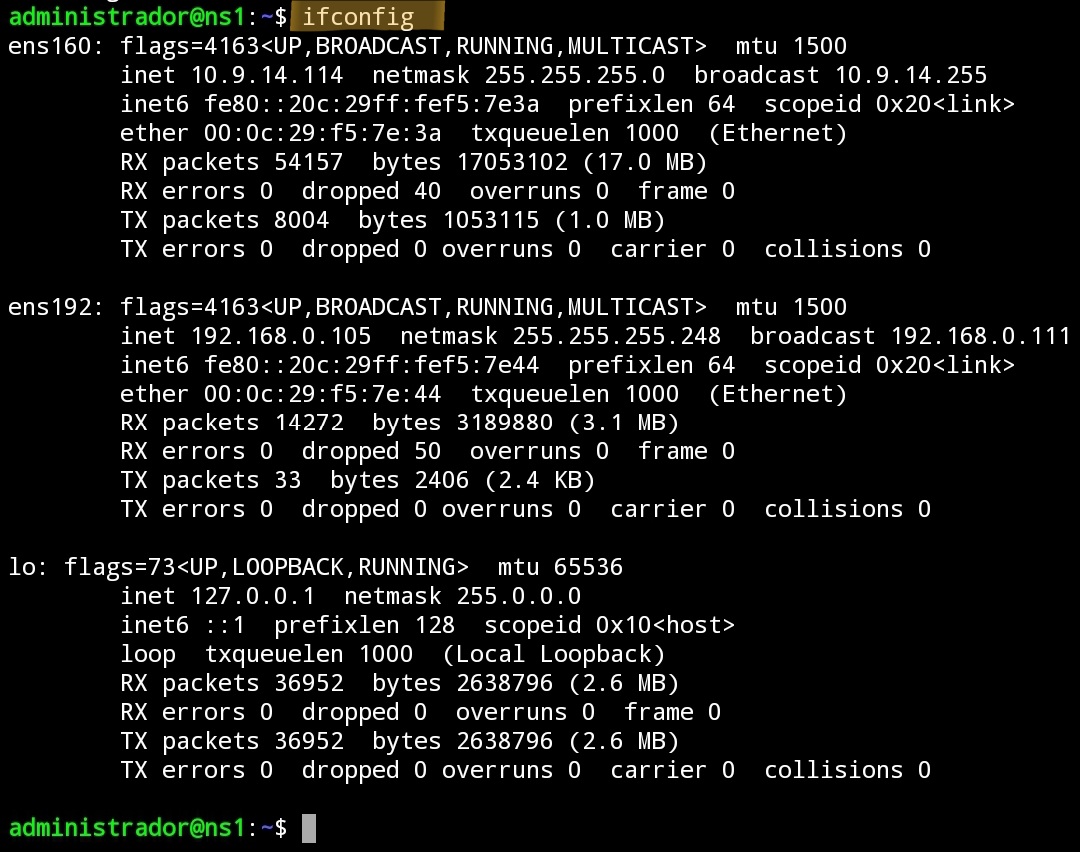 administrador@ns1:~$ ifconfig
ens160: flags=4163<UP,BROADCAST,RUNNING,MULTICAST>  mtu 1500
        inet 10.9.14.114  netmask 255.255.255.0  broadcast 10.9.14.255
        inet6 fe80::20c:29ff:fef5:7e3a  prefixlen 64  scopeid 0x20<link>
        ether 00:0c:29:f5:7e:3a  txqueuelen 1000  (Ethernet)
        RX packets 54157  bytes 17053102 (17.0 MB)
        RX errors 0  dropped 40  overruns 0  frame 0
        TX packets 8004  bytes 1053115 (1.0 MB)
        TX errors 0  dropped 0 overruns 0  carrier 0  collisions 0

ens192: flags=4163<UP,BROADCAST,RUNNING,MULTICAST>  mtu 1500
        inet 192.168.0.105  netmask 255.255.255.248  broadcast 192.168.0.111
        inet6 fe80::20c:29ff:fef5:7e44  prefixlen 64  scopeid 0x20<link>
        ether 00:0c:29:f5:7e:44  txqueuelen 1000  (Ethernet)
        RX packets 14272  bytes 3189880 (3.1 MB)
        RX errors 0  dropped 50  overruns 0  frame 0
        TX packets 33  bytes 2406 (2.4 KB)
        TX errors 0  dropped 0 overruns 0  carrier 0  collisions 0

lo: flags=73<UP,LOOPBACK,RUNNING>  mtu 65536
        inet 127.0.0.1  netmask 255.0.0.0
        inet6 ::1  prefixlen 128  scopeid 0x10<host>
        loop  txqueuelen 1000  (Local Loopback)
        RX packets 36952  bytes 2638796 (2.6 MB)
        RX errors 0  dropped 0  overruns 0  frame 0
        TX packets 36952  bytes 2638796 (2.6 MB)
        TX errors 0  dropped 0 overruns 0  carrier 0  collisions 0

administrador@ns1:~$